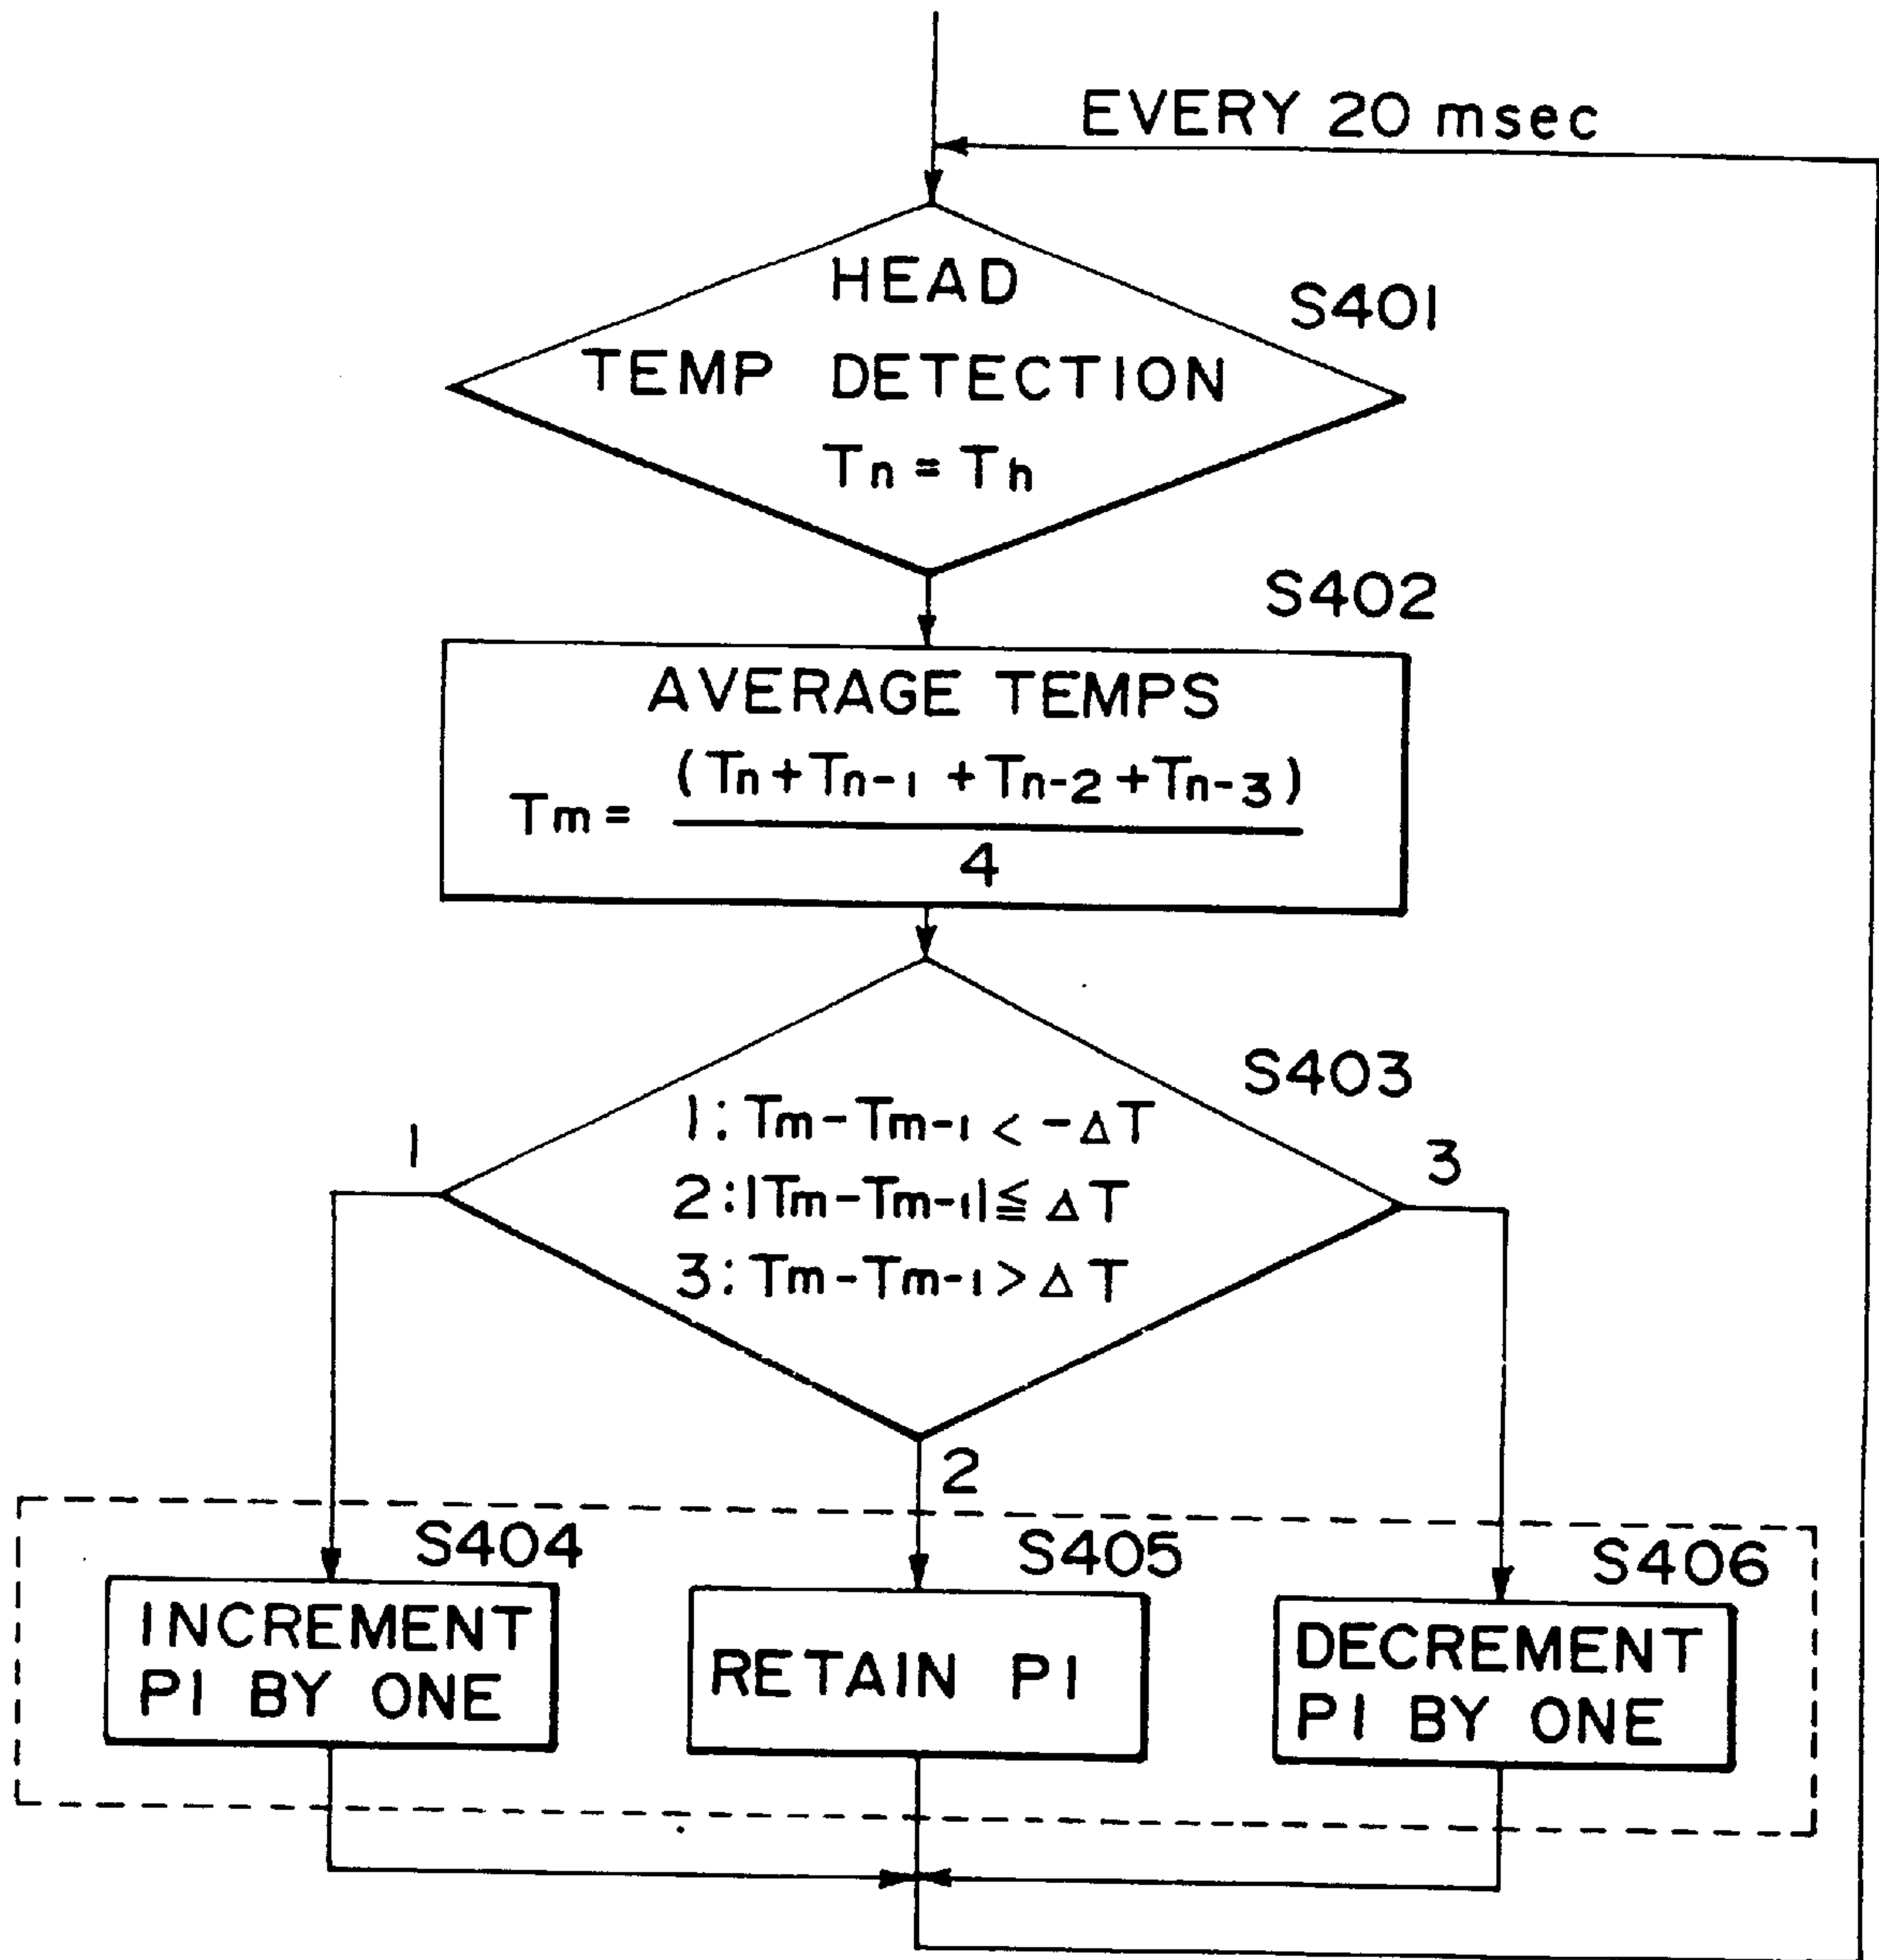 EVERY 20 msec
HEAD
TEMP DETECTION
Tn = Th
S401
S402
AVERAGE TEMPS
Tm = (Tn + Tn-1 + Tn-2 + Tn-3)
4
S403
1: Tm - Tm-1 < -ΔT
2: |Tm - Tm-1| ≦ ΔT
3: Tm - Tm-1 > ΔT
1
3
2
S404
INCREMENT
P1 BY ONE
S405
RETAIN P1
S406
DECREMENT
P1 BY ONE